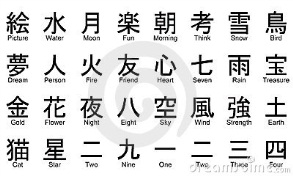 絵 水 月 楽 朝 考 雪 鳥
Picture Water Moon Fun Morning Think Snow Bird
夢 人 火 友 心 七 雨 宝
Dream Person Fire Friend Heart Seven Rain Treasure
金 花 夜 八 空 風 強 土
Gold Flower Night Eight Sky Wind Strength Earth
猫 星 二 九 一 二 三 四
Cat Star Two Nine One Two Three Four